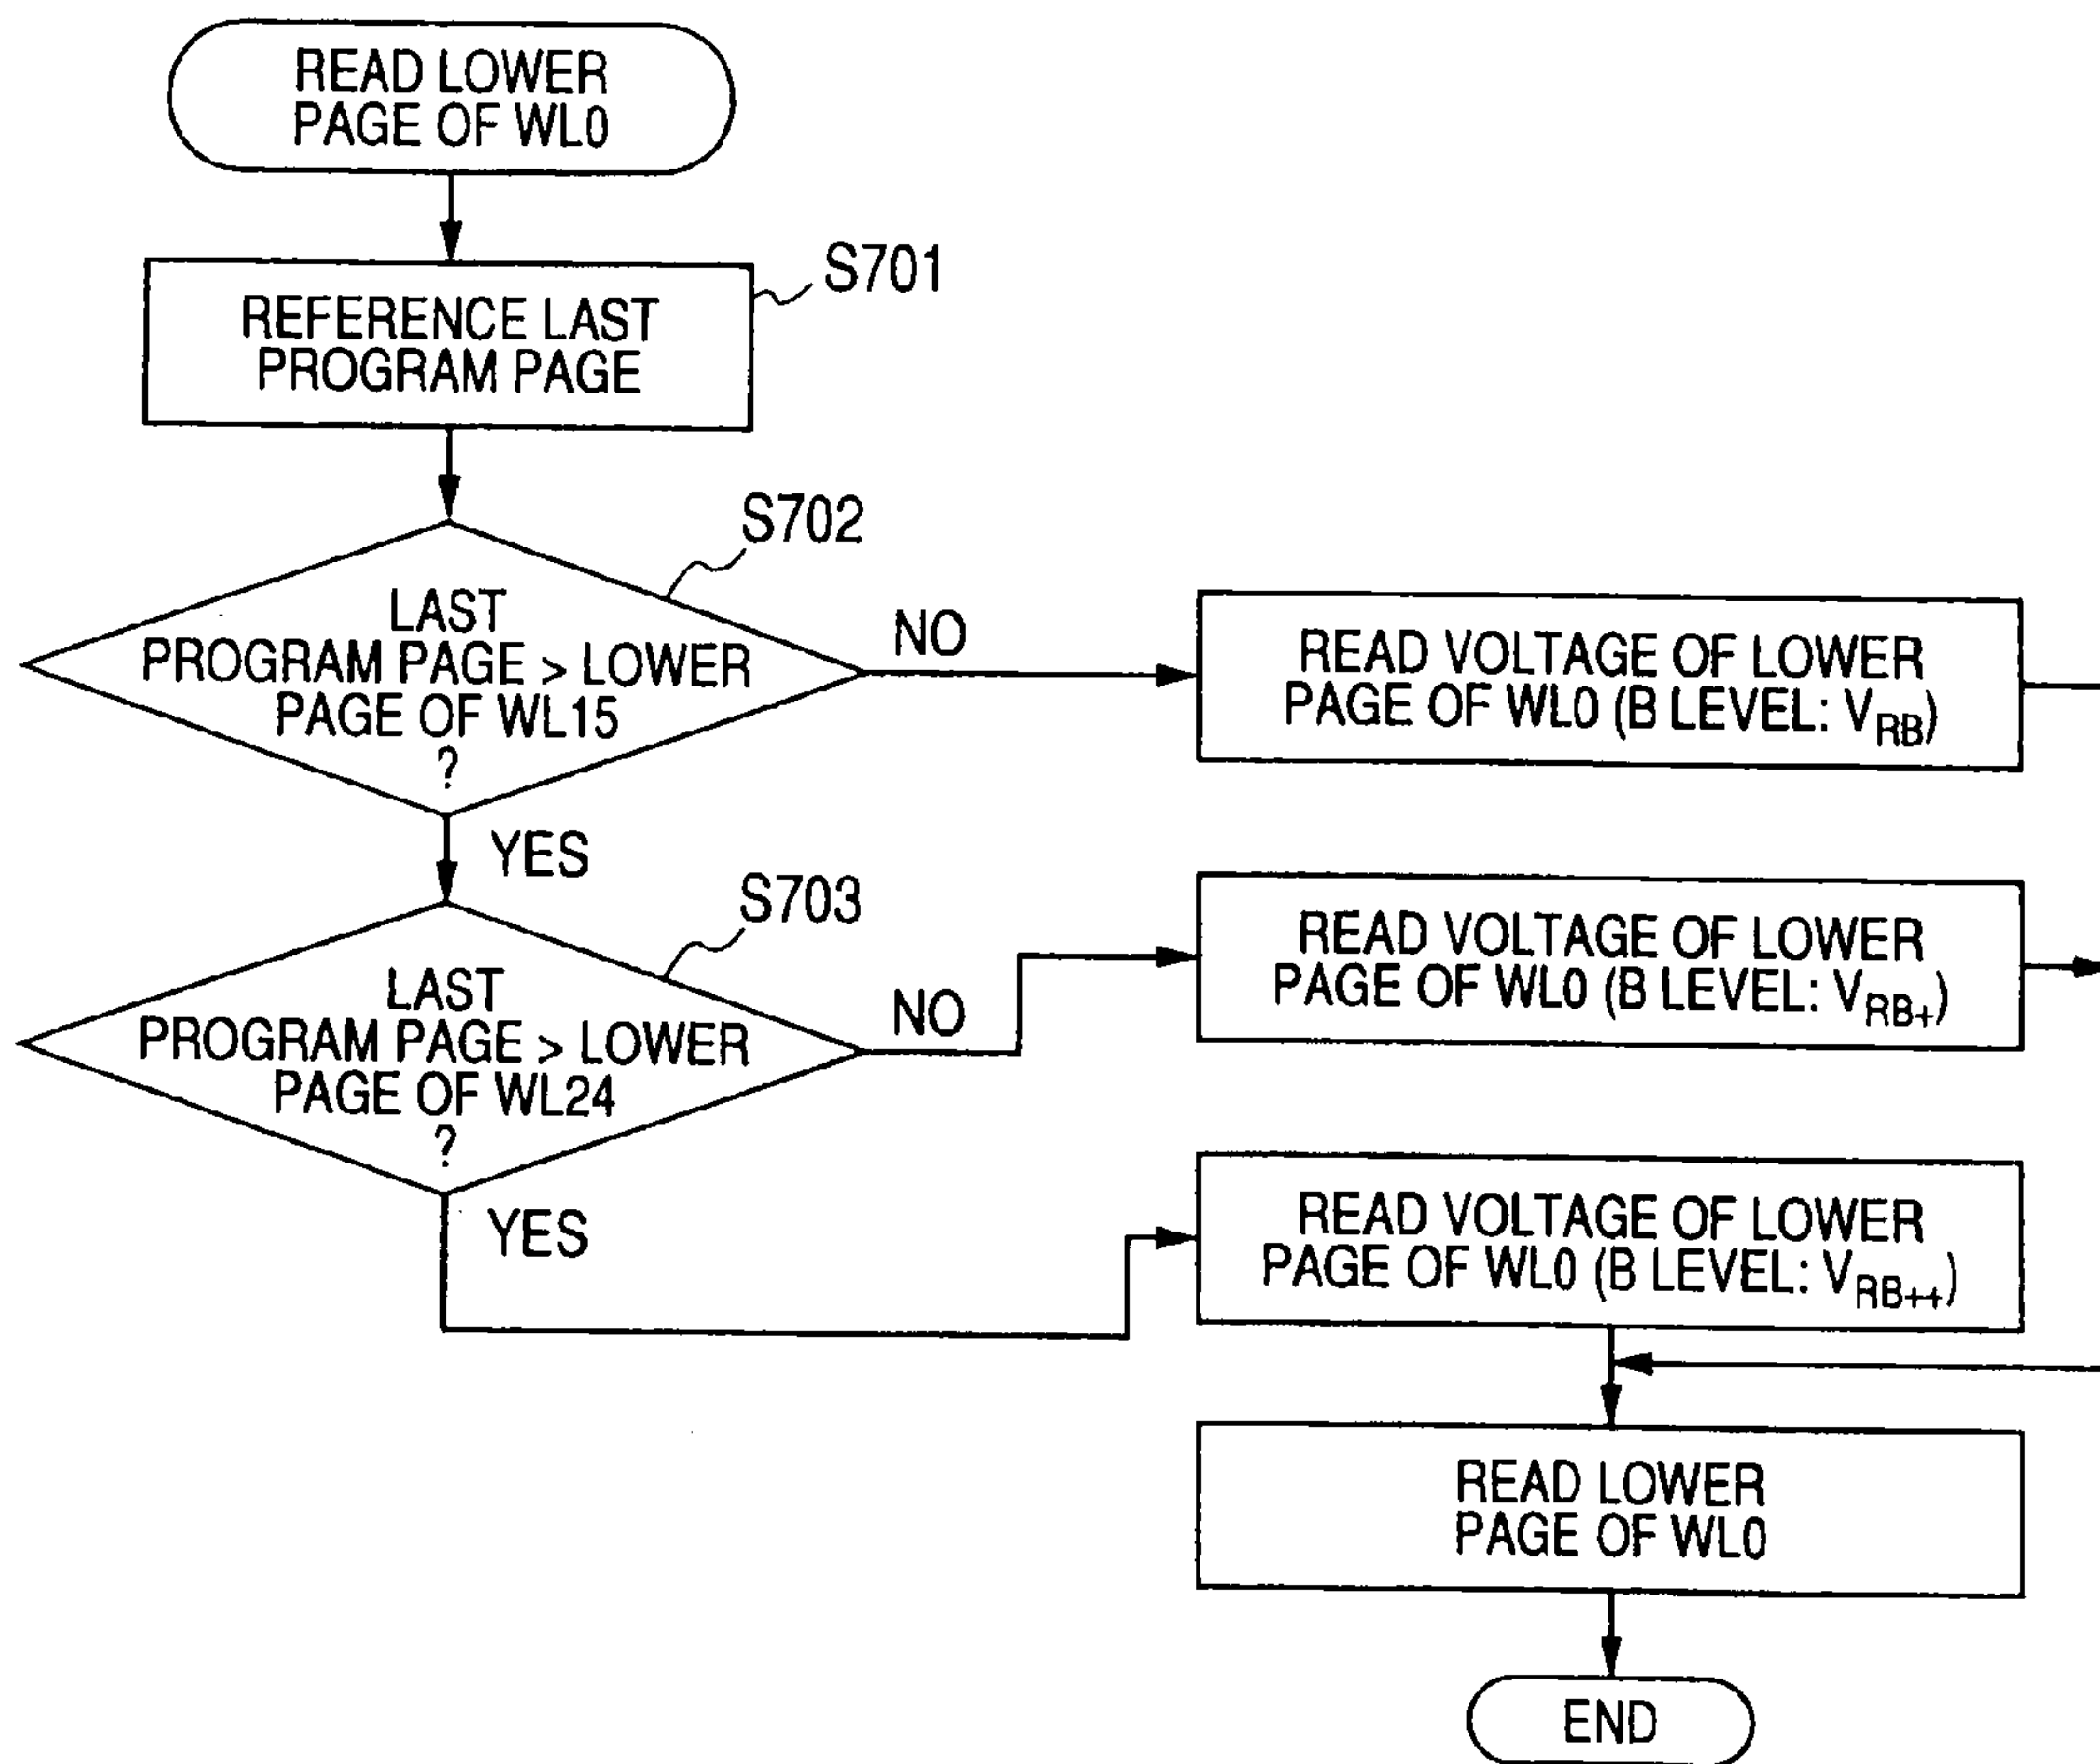 READ LOWER
PAGE OF WL0
S701
REFERENCE LAST
PROGRAM PAGE
S702
LAST
PROGRAM PAGE > LOWER
PAGE OF WL15
?
NO
READ VOLTAGE OF LOWER
PAGE OF WL0 (B LEVEL: VRB)
YES
S703
LAST
PROGRAM PAGE > LOWER
PAGE OF WL24
?
NO
READ VOLTAGE OF LOWER
PAGE OF WL0 (B LEVEL: VRB+)
YES
READ VOLTAGE OF LOWER
PAGE OF WL0 (B LEVEL: VRB++)
READ LOWER
PAGE OF WL0
END